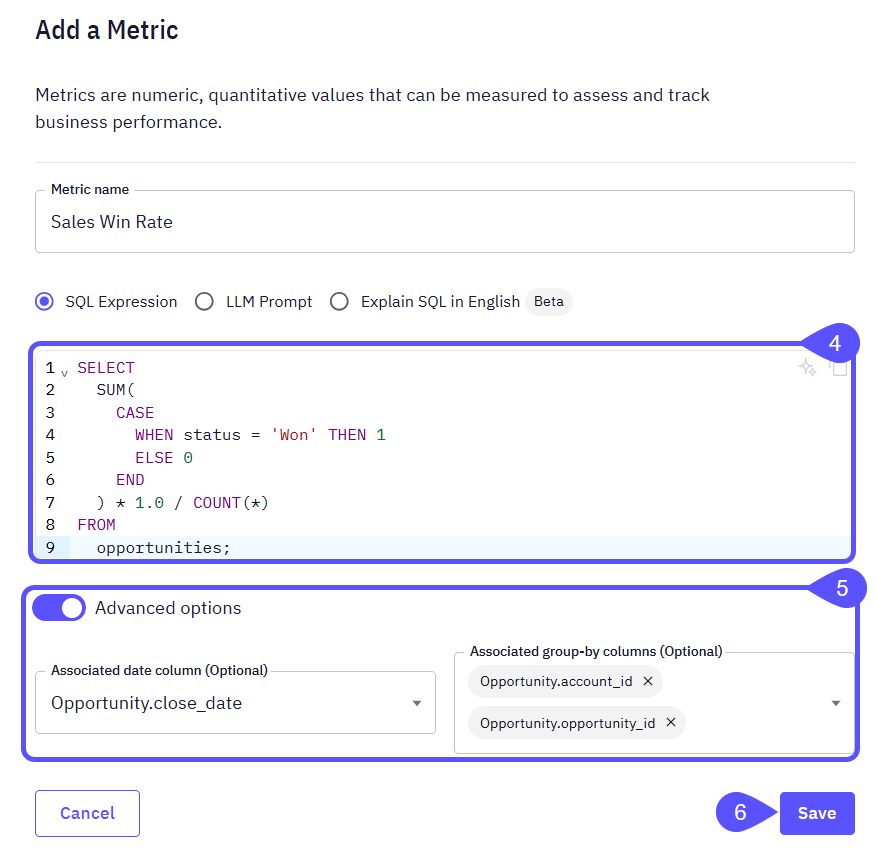 Add a Metric
Metrics are numeric, quantitative values that can be measured to assess and track
business performance.
Metric name
Sales Win Rate
SQL Expression LLM Prompt Explain SQL in English Beta
4
1 SELECT
2 SUM(
3 CASE
4 WHEN status = 'Won' THEN 1
5 ELSE 0
6 END
7 ) * 1.0 / COUNT(*)
8 FROM
9 opportunities;
5
Advanced options
Associated date column (Optional)
Opportunity.close_date
Associated group-by columns (Optional)
Opportunity.account_id ×
Opportunity.opportunity_id ×
Cancel
6
Save